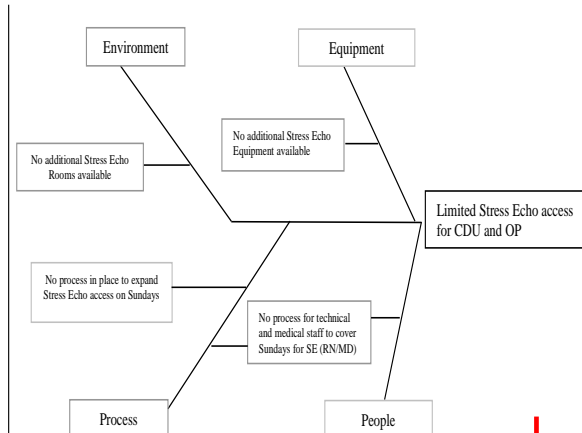 Environment
Equipment
No additional Stress Echo
Rooms available
No additional Stress Echo
Equipment available
Limited Stress Echo access
for CDU and OP
No process in place to expand
Stress Echo access on Sundays
No process for technical
and medical staff to cover
Sundays for SE (RN/MD)
Process
People